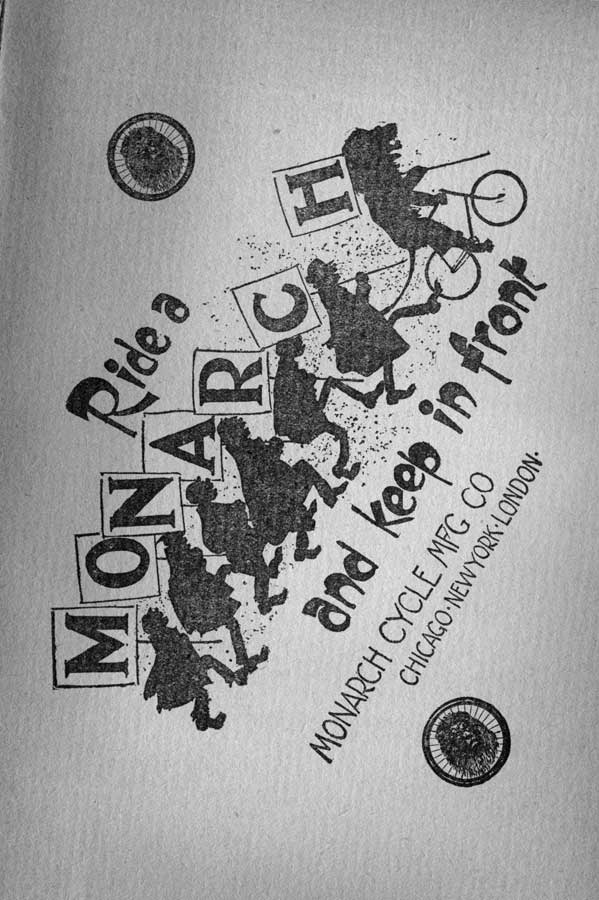 Ride a
MONARCH
and keep in front
MONARCH CYCLE MFG CO
CHICAGO·NEWYORK·LONDON.